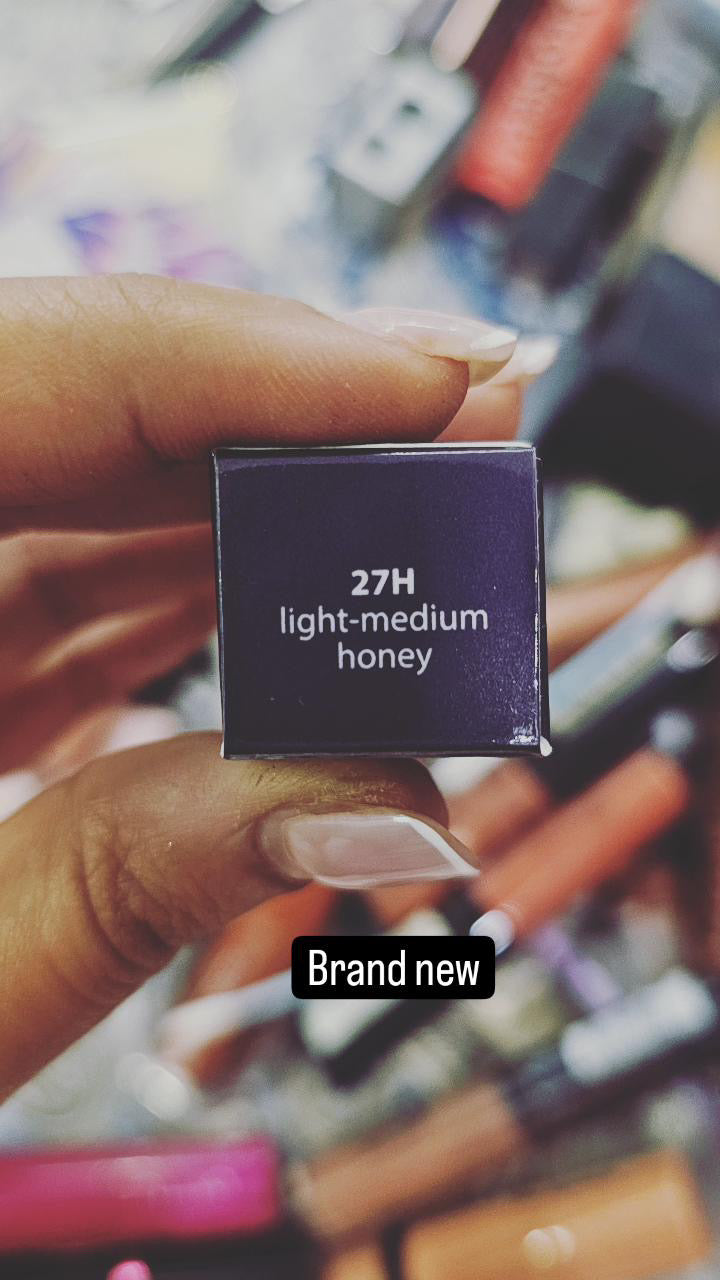 27H
light-medium
honey
Brand new